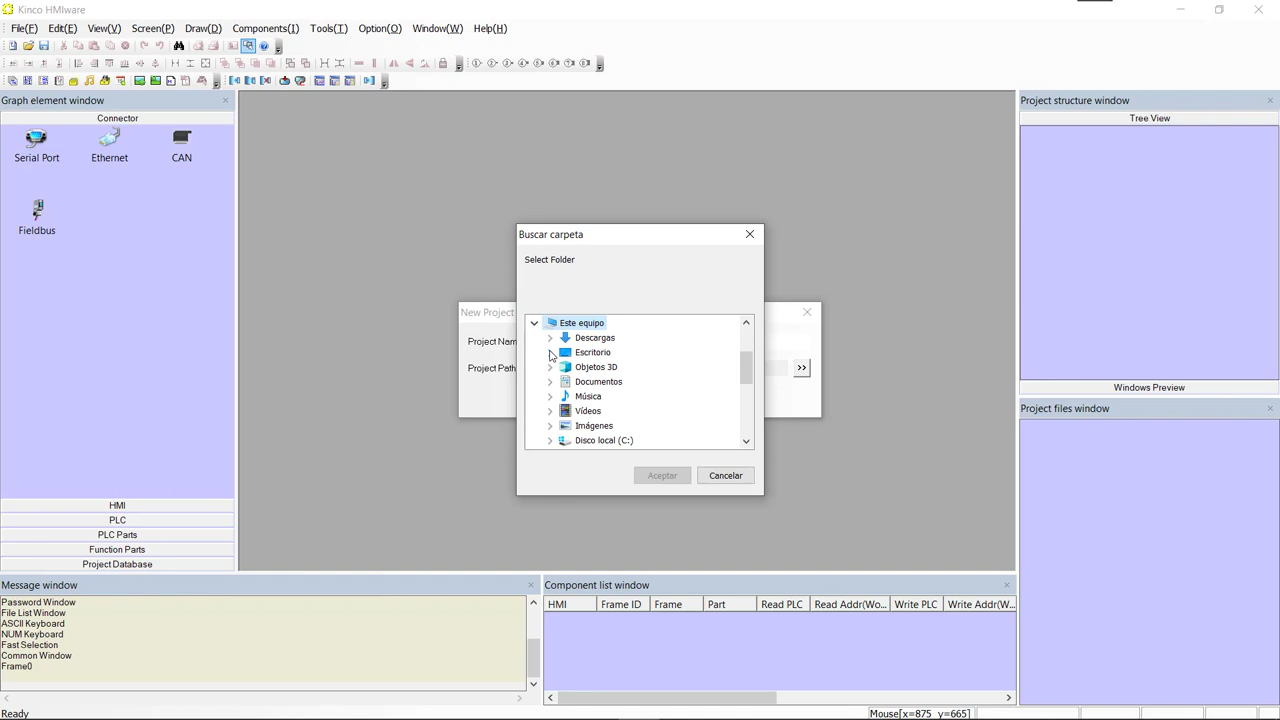 Kinco HMIware
File(F) Edit(E) View(V) Screen(P) Draw(D) Components(I) Tools(T) Option(O) Window(W) Help(H)
Graph element window
Connector
Serial Port Ethernet CAN
Fieldbus
HMI
PLC
PLC Parts
Function Parts
Project Database
New Project
Project Nam
Project Path
>>
Buscar carpeta
Select Folder
Este equipo
Descargas
Escritorio
Objetos 3D
Documentos
Música
Vídeos
Imágenes
Disco local (C:)
Aceptar Cancelar
Project structure window
Tree View
Windows Preview
Project files window
Message window
Password Window
File List Window
ASCII Keyboard
NUM Keyboard
Fast Selection
Common Window
Frame0
Component list window
HMI Frame ID Frame Part Read PLC Read Addr(Wo... Write PLC Write Addr(W...
Ready
Mouse[x=875 y=665]